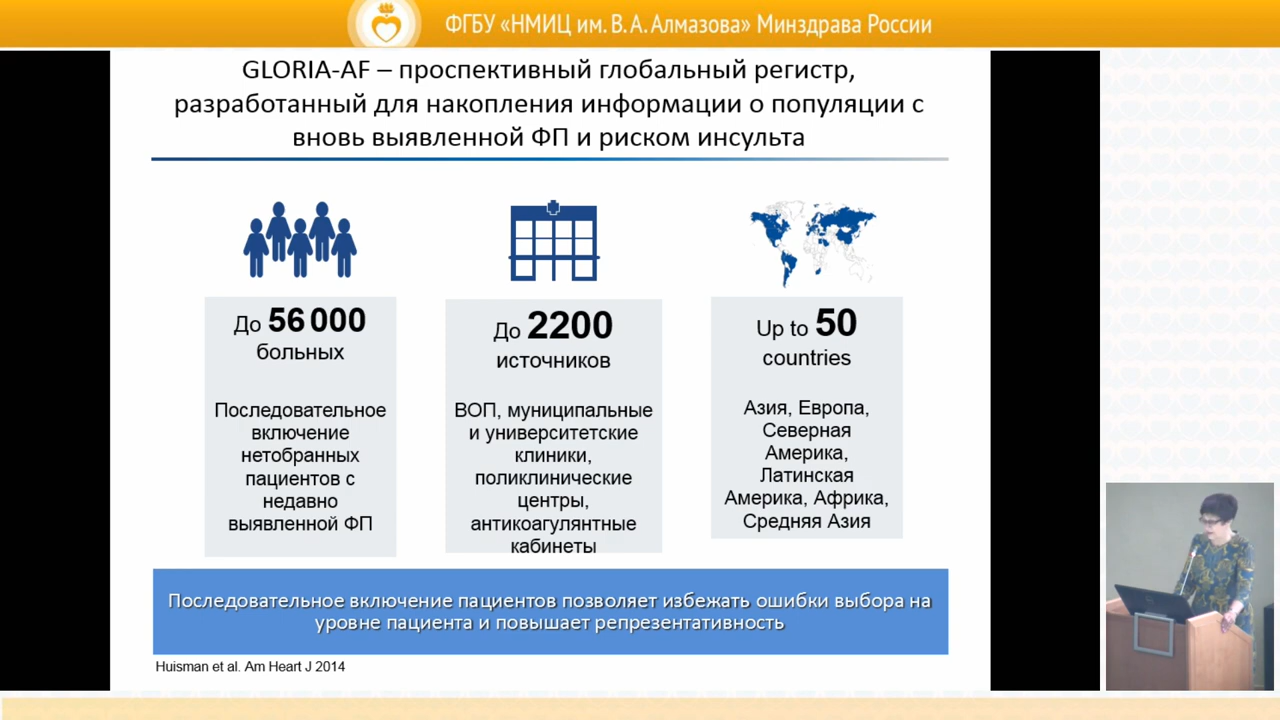 ФГБУ «НМИЦ им. В. А. Алмазова» Минздрава России
GLORIA-AF – проспективный глобальный регистр,
разработанный для накопления информации о популяции с
вновь выявленной ФП и риском инсульта
До 56 000
больных
Последовательное
включение
нетобранных
пациентов с
недавно
выявленной ФП
До 2200
источников
ВОП, муниципальные
и университетские
клиники,
поликлинические
центры,
антикоагулянтные
кабинеты
Up to 50
countries
Азия, Европа,
Северная
Америка,
Латинская
Америка, Африка,
Средняя Азия
Последовательное включение пациентов позволяет избежать ошибки выбора на
уровне пациента и повышает репрезентативность
Huisman et al. Am Heart J 2014